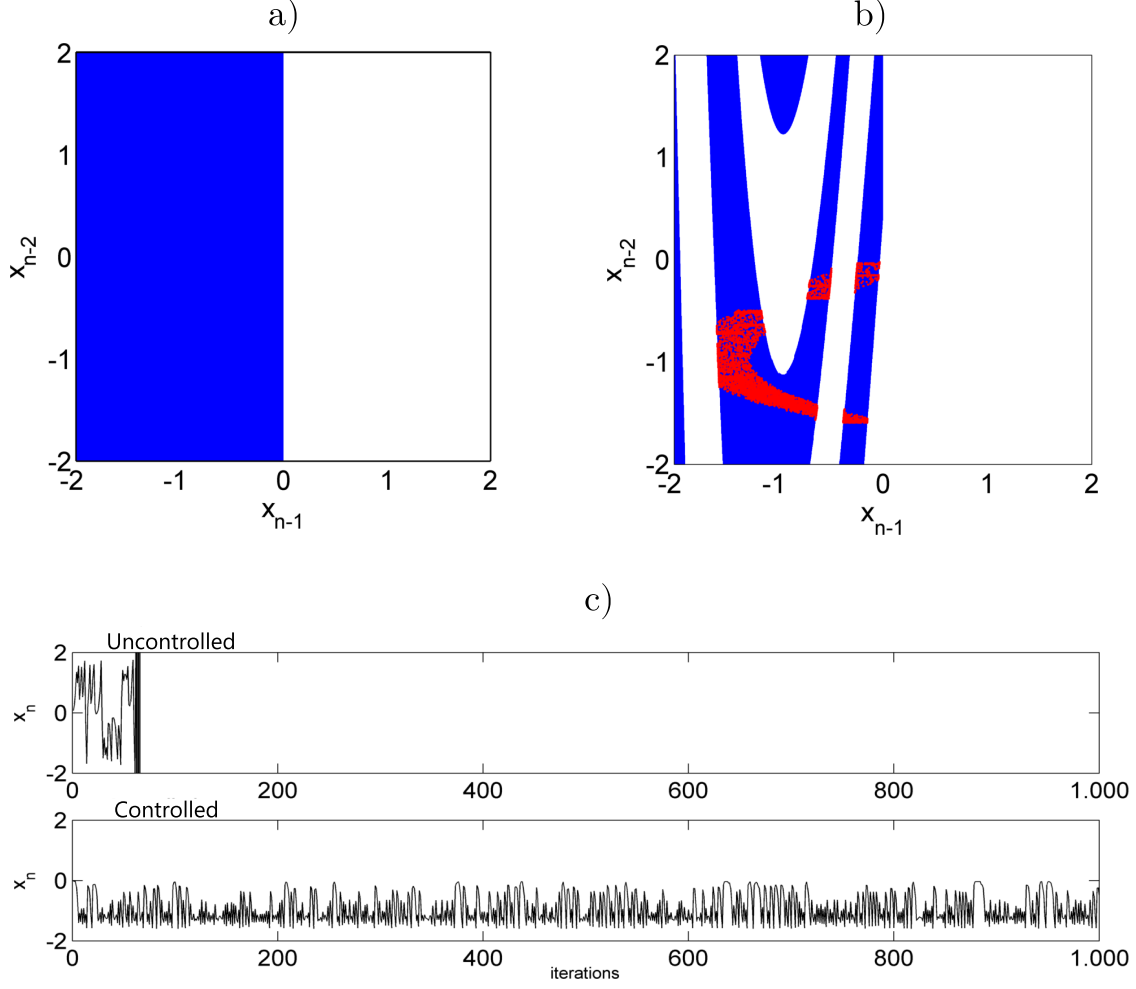 a)
b)
2
1
0
-1
-2
x_{n-2}
-2 -1 0 1 2
x_{n-1}
2
1
0
-1
-2
x_{n-2}
-2 -1 0 1 2
x_{n-1}
c)
Uncontrolled
2
0
-2
x_n
0 200 400 600 800 1.000
Controlled
2
0
-2
x_n
0 200 400 600 800 1.000
iterations